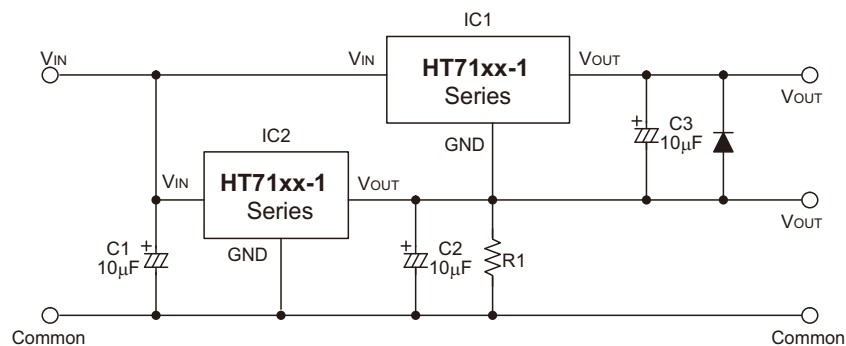 IC1
VIN
VIN
HT71xx-1
Series
VOUT
VOUT
GND
C3
10μF
IC2
VIN
HT71xx-1
Series
VOUT
VOUT
GND
C1
10μF
C2
10μF
R1
Common
Common